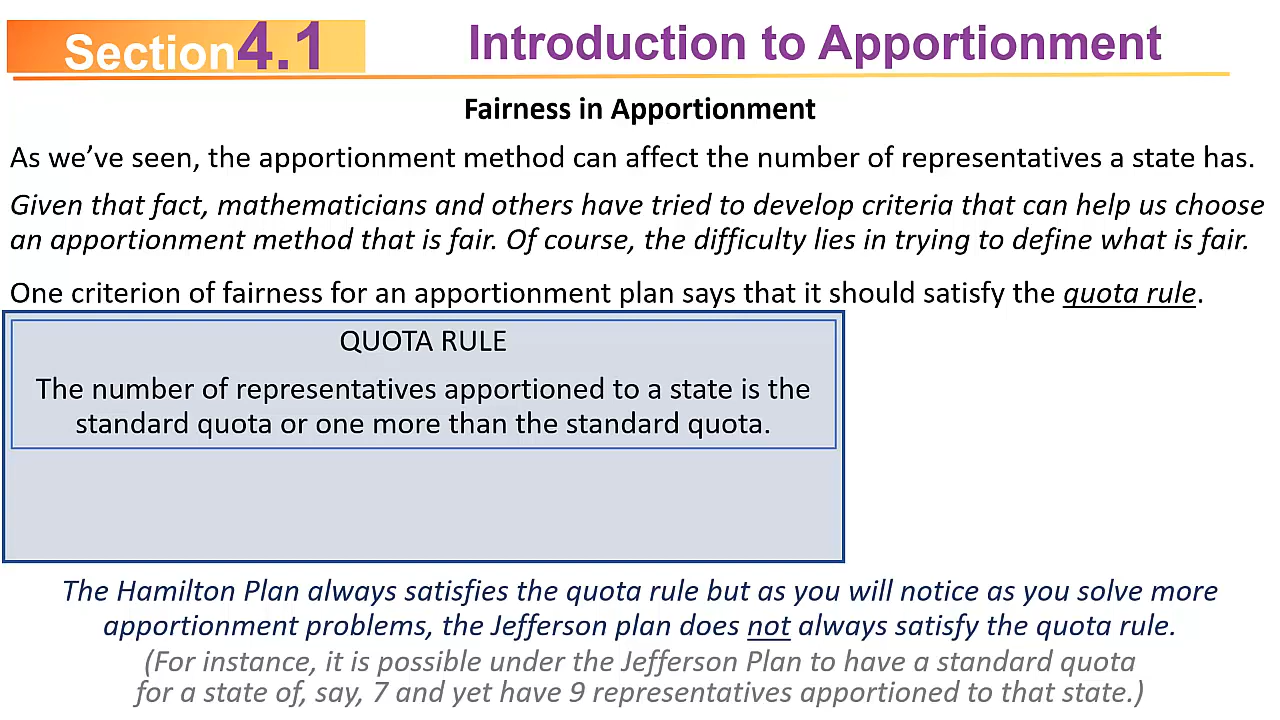 Section4.1
Introduction to Apportionment
Fairness in Apportionment
As we’ve seen, the apportionment method can affect the number of representatives a state has.
Given that fact, mathematicians and others have tried to develop criteria that can help us choose
an apportionment method that is fair. Of course, the difficulty lies in trying to define what is fair.
One criterion of fairness for an apportionment plan says that it should satisfy the quota rule.
QUOTA RULE
The number of representatives apportioned to a state is the
standard quota or one more than the standard quota.
The Hamilton Plan always satisfies the quota rule but as you will notice as you solve more
apportionment problems, the Jefferson plan does not always satisfy the quota rule.
(For instance, it is possible under the Jefferson Plan to have a standard quota
for a state of, say, 7 and yet have 9 representatives apportioned to that state.)